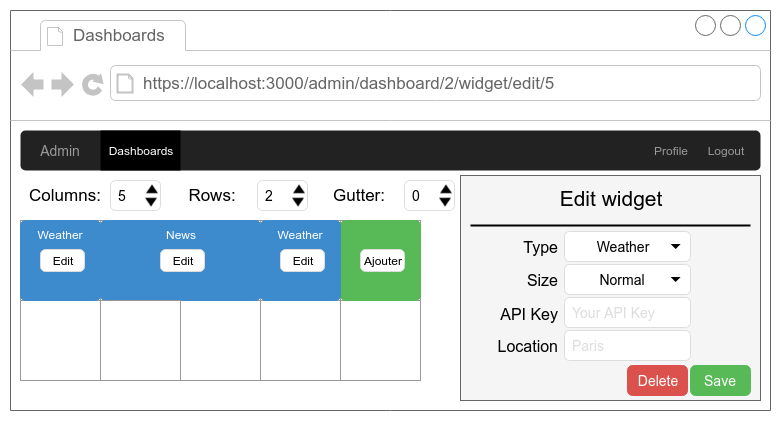 Dashboards
https://localhost:3000/admin/dashboard/2/widget/edit/5
Admin Dashboards Profile Logout
Columns: 5 Rows: 2 Gutter: 0
Weather News Weather
Edit Edit Edit Ajouter
Edit widget
Type Weather
Size Normal
API Key Your API Key
Location Paris
Delete Save